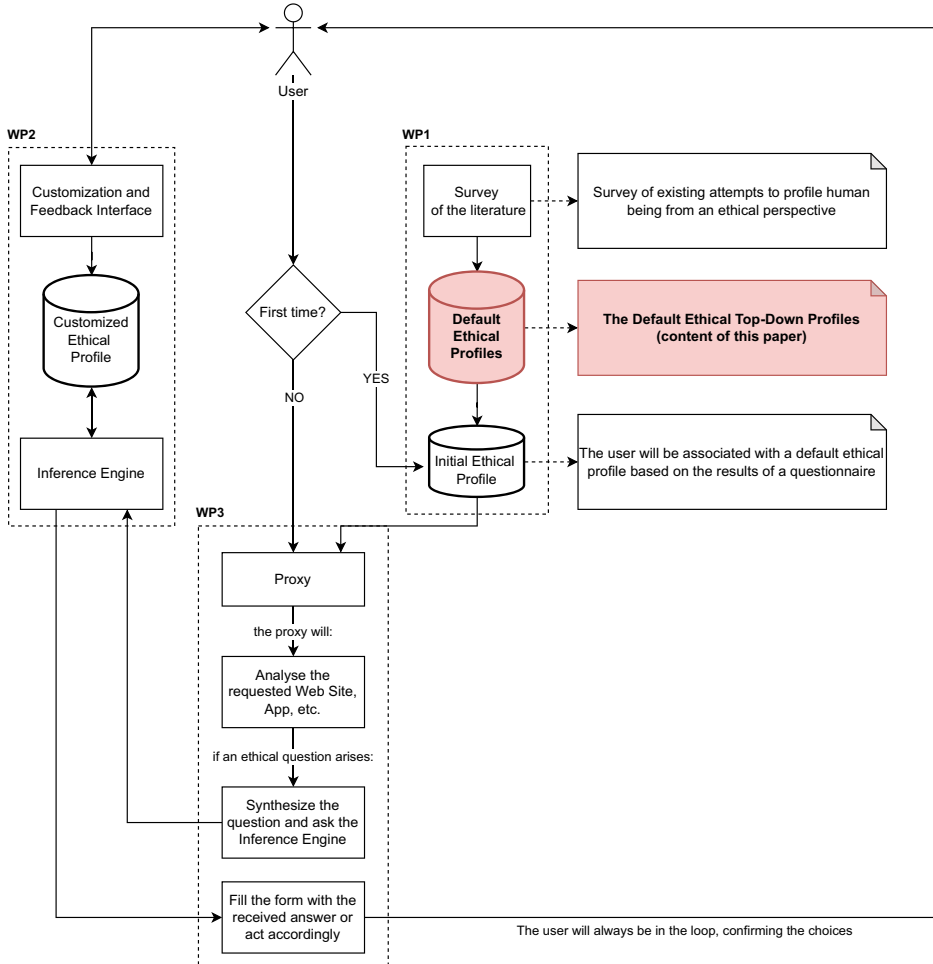 User
WP2
WP1
Customization and
Feedback Interface
Survey
of the literature
Survey of existing attempts to profile human
being from an ethical perspective
Customized
Ethical
Profile
First time?
Default
Ethical
Profiles
The Default Ethical Top-Down Profiles
(content of this paper)
YES
NO
Inference Engine
Initial Ethical
Profile
The user will be associated with a default ethical
profile based on the results of a questionnaire
WP3
Proxy
the proxy will:
Analyse the
requested Web Site,
App, etc.
if an ethical question arises:
Synthesize the
question and ask the
Inference Engine
Fill the form with the
received answer or
act accordingly
The user will always be in the loop, confirming the choices